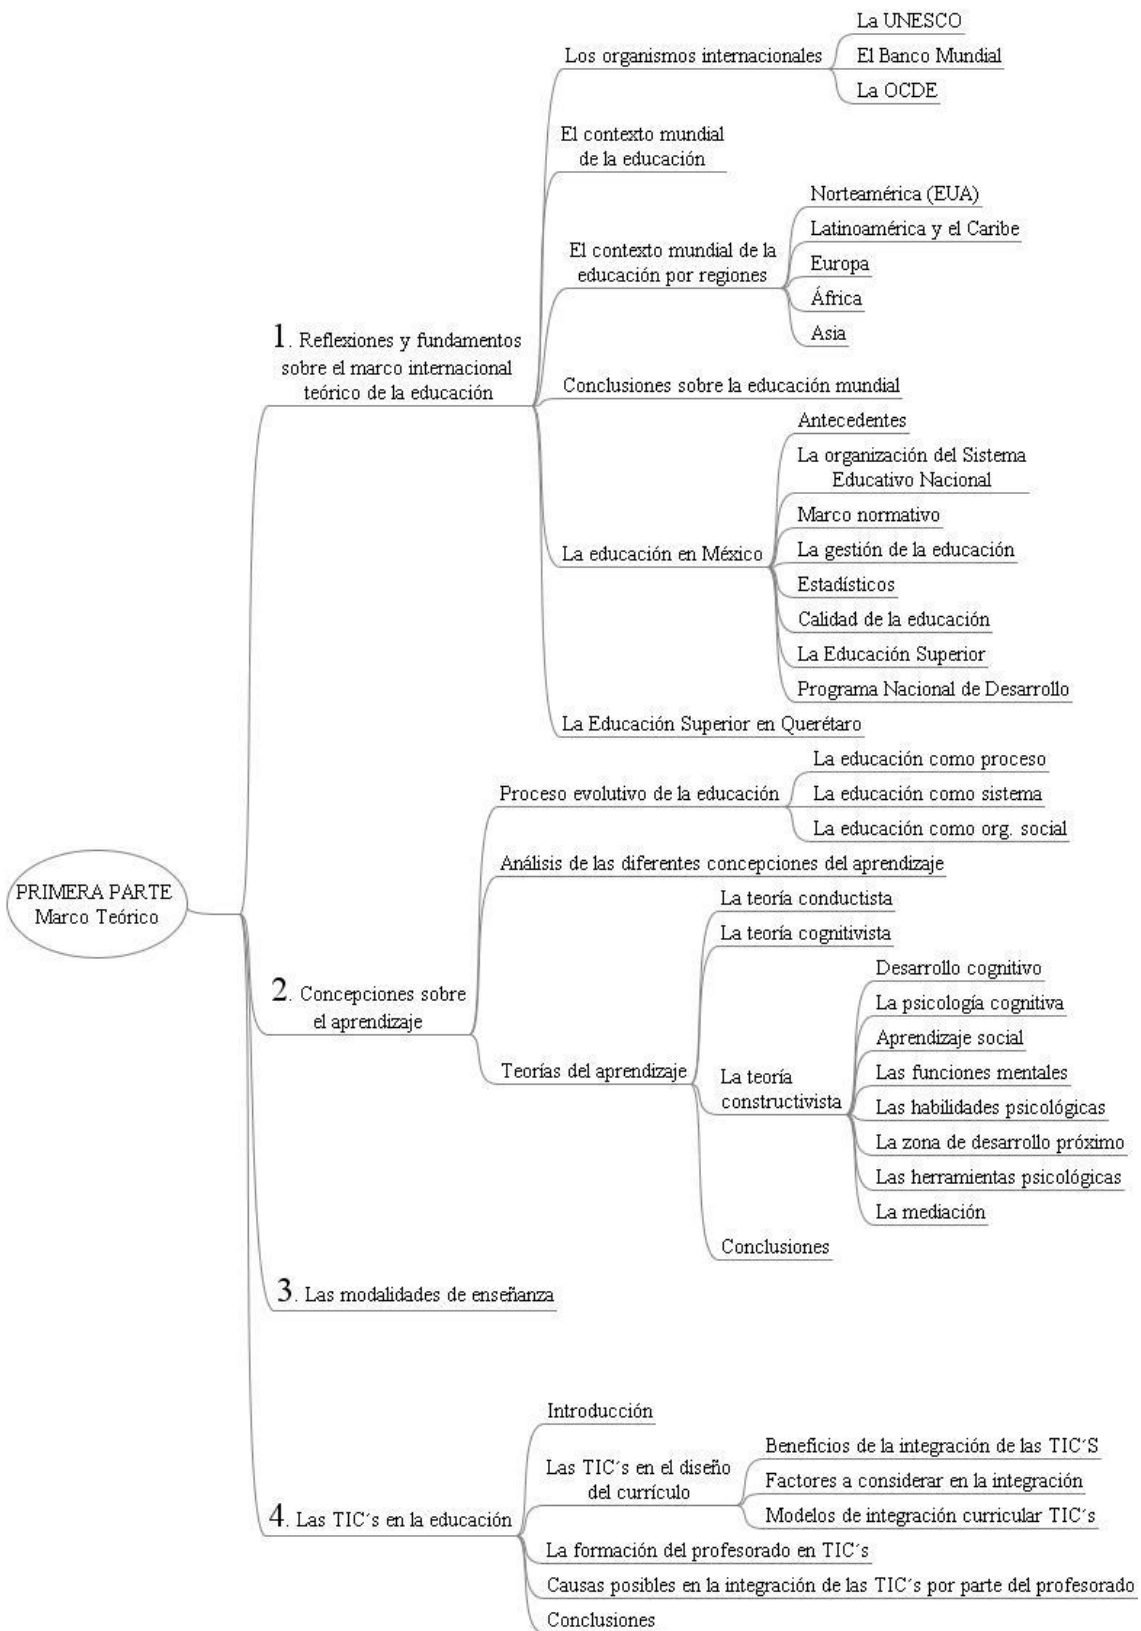 PRIMERA PARTE
Marco Teórico
1. Reflexiones y fundamentos
sobre el marco internacional
teórico de la educación
Los organismos internacionales
La UNESCO
El Banco Mundial
La OCDE
El contexto mundial
de la educación
El contexto mundial de la
educación por regiones
Norteamérica (EUA)
Latinoamérica y el Caribe
Europa
África
Asia
Conclusiones sobre la educación mundial
La educación en México
Antecedentes
La organización del Sistema
Educativo Nacional
Marco normativo
La gestión de la educación
Estadísticos
Calidad de la educación
La Educación Superior
Programa Nacional de Desarrollo
La Educación Superior en Querétaro
2. Concepciones sobre
el aprendizaje
Proceso evolutivo de la educación
La educación como proceso
La educación como sistema
La educación como org. social
Análisis de las diferentes concepciones del aprendizaje
Teorías del aprendizaje
La teoría conductista
La teoría cognitivista
La teoría
constructivista
Desarrollo cognitivo
La psicología cognitiva
Aprendizaje social
Las funciones mentales
Las habilidades psicológicas
La zona de desarrollo próximo
Las herramientas psicológicas
La mediación
Conclusiones
3. Las modalidades de enseñanza
4. Las TIC´s en la educación
Introducción
Las TIC´s en el diseño
del currículo
Beneficios de la integración de las TIC´S
Factores a considerar en la integración
Modelos de integración curricular TIC´s
La formación del profesorado en TIC´s
Causas posibles en la integración de las TIC´s por parte del profesorado
Conclusiones